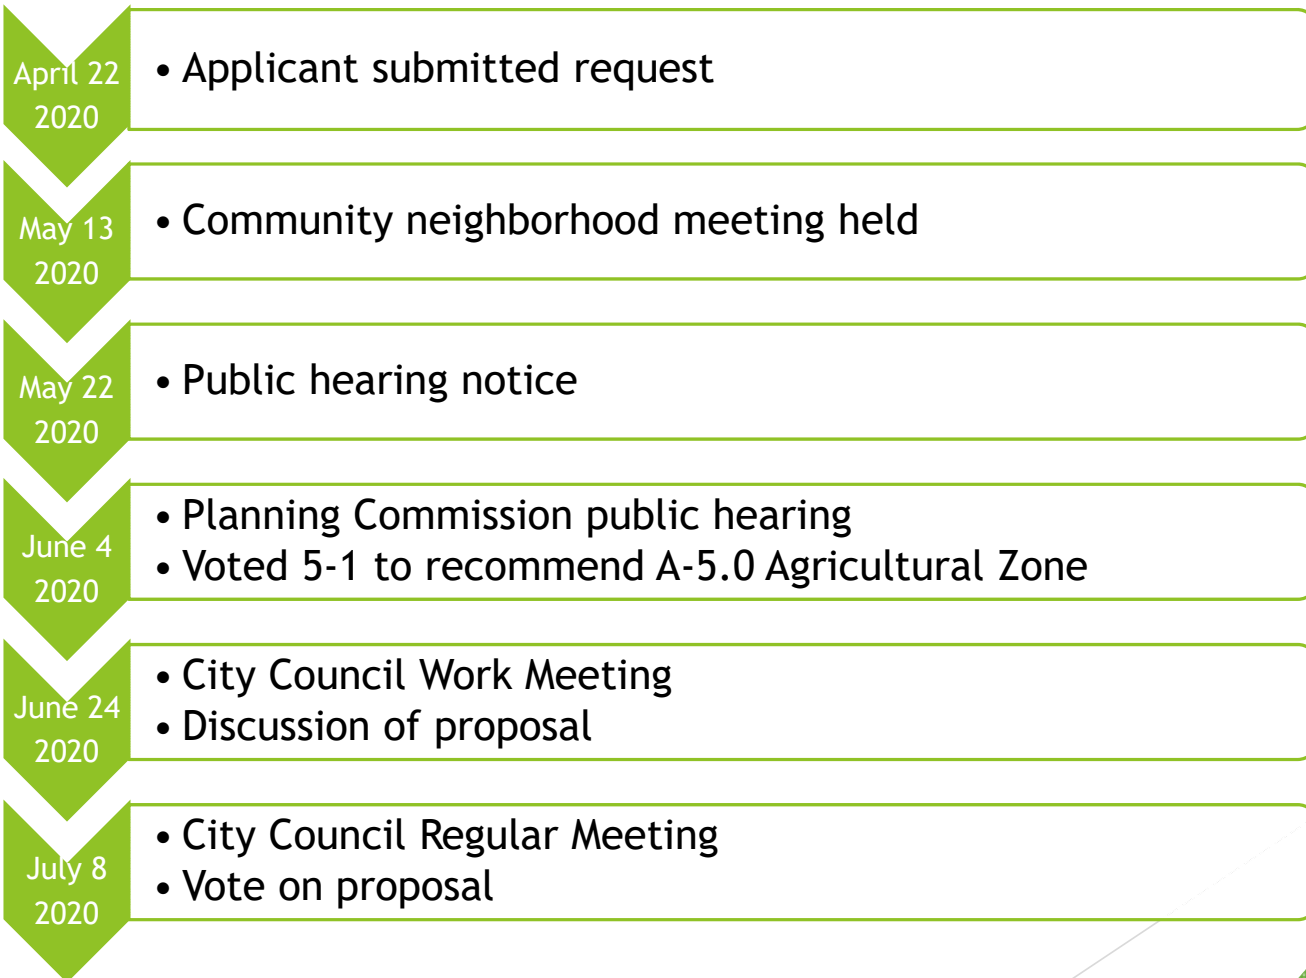 April 22
2020
• Applicant submitted request
May 13
2020
• Community neighborhood meeting held
May 22
2020
• Public hearing notice
June 4
2020
• Planning Commission public hearing
• Voted 5-1 to recommend A-5.0 Agricultural Zone
June 24
2020
• City Council Work Meeting
• Discussion of proposal
July 8
2020
• City Council Regular Meeting
• Vote on proposal